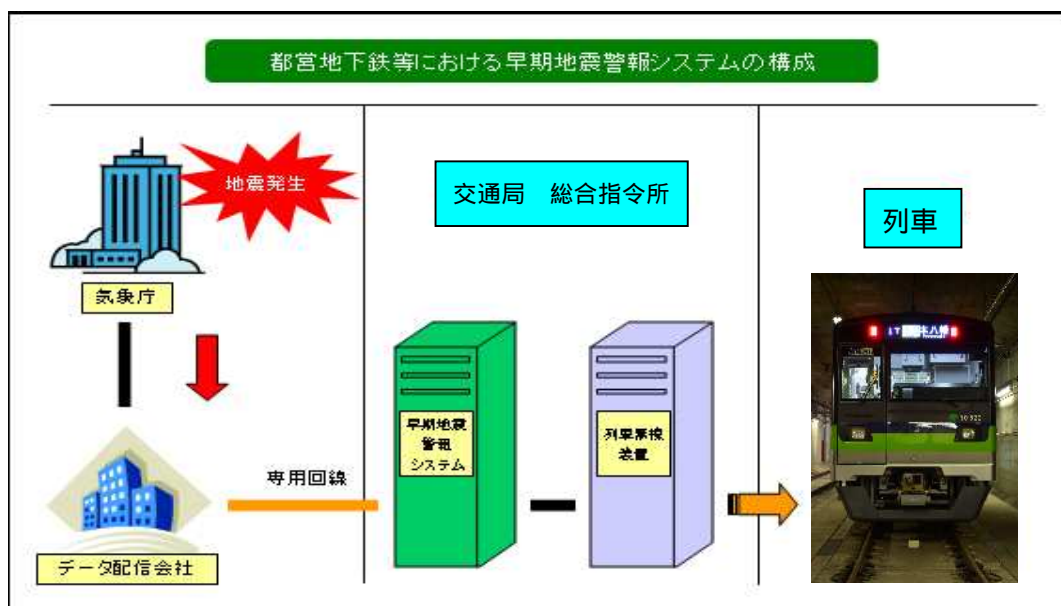 都営地下鉄等における早期地震警報システムの構成
地震発生
気象庁
データ配信会社
専用回線
交通局 総合指令所
早期地震
警報
システム
列車無線
装置
列車